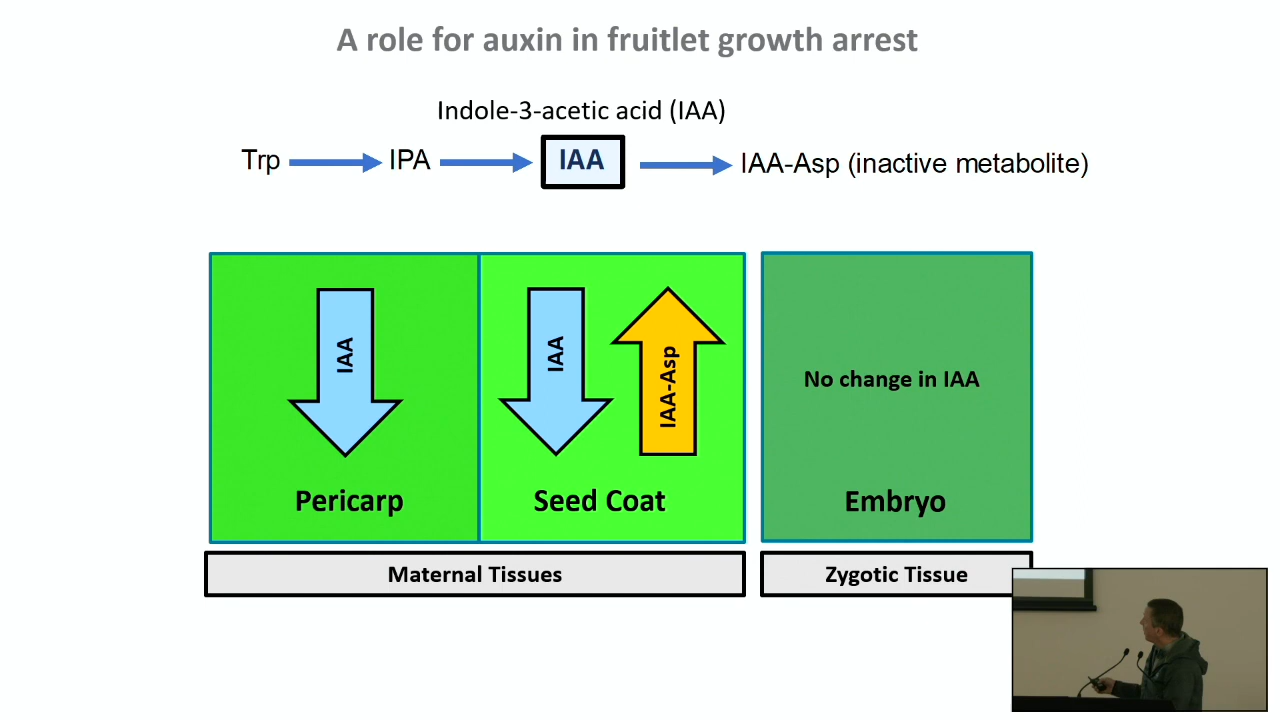 A role for auxin in fruitlet growth arrest
Indole-3-acetic acid (IAA)
Trp IPA IAA IAA-Asp (inactive metabolite)
IAA IAA IAA-Asp No change in IAA
Pericarp Seed Coat Embryo
Maternal Tissues Zygotic Tissue